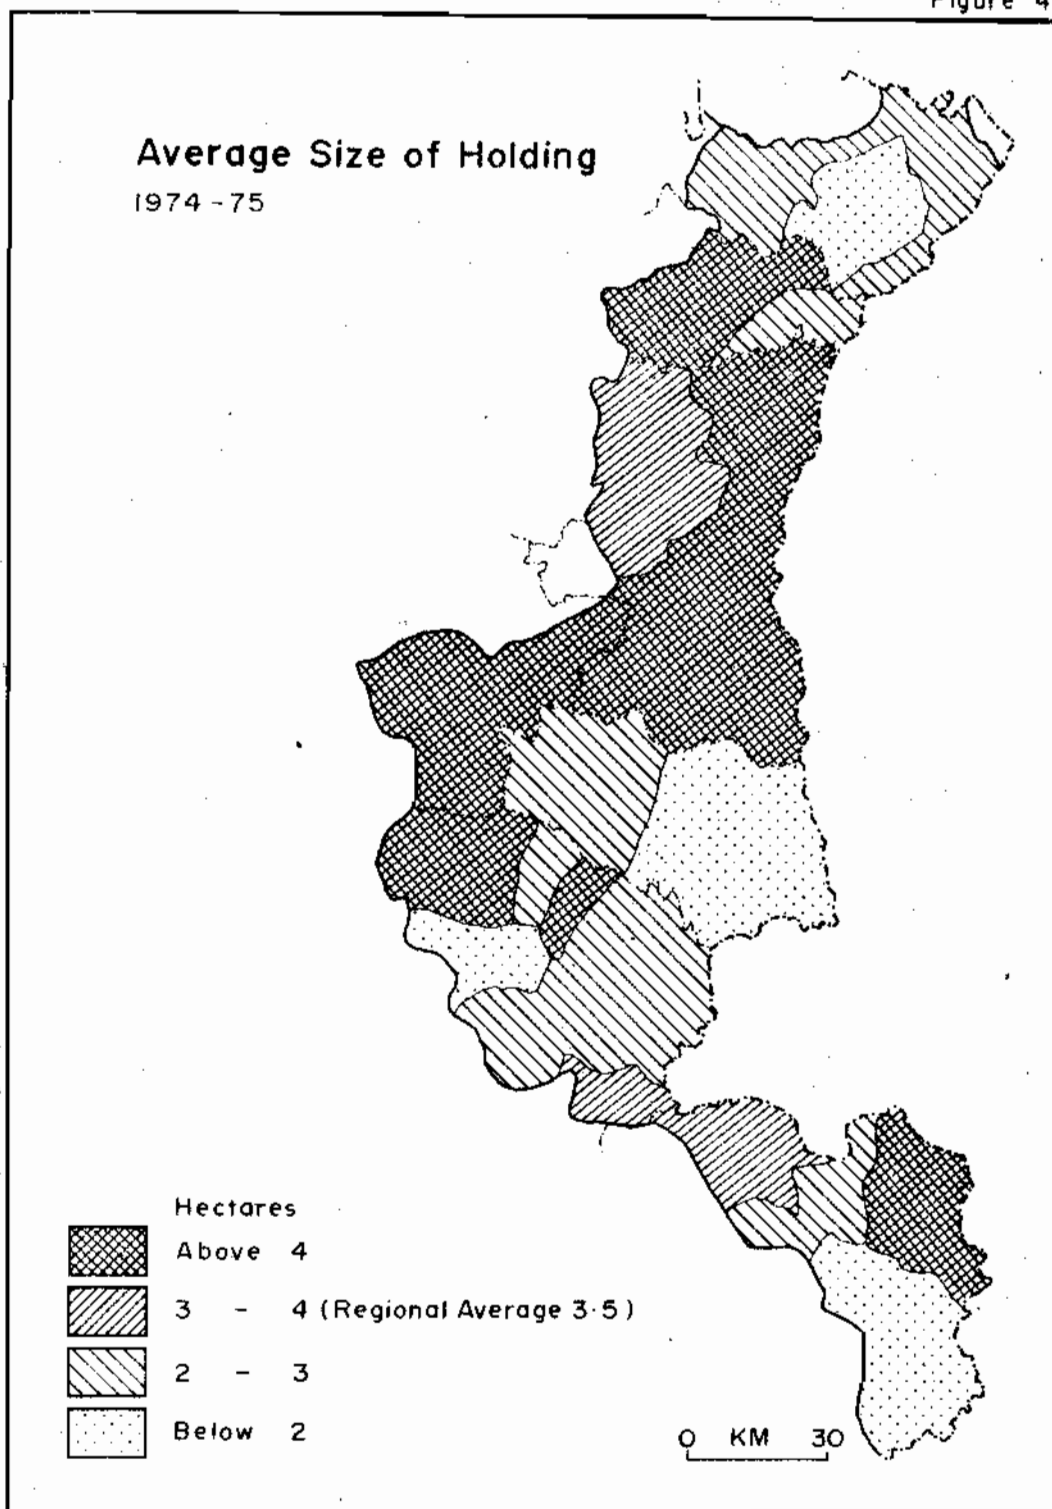 Figure 4
Average Size of Holding
1974-75
Hectares
Above 4
3 - 4 (Regional Average 3·5)
2 - 3
Below 2
0 KM 30